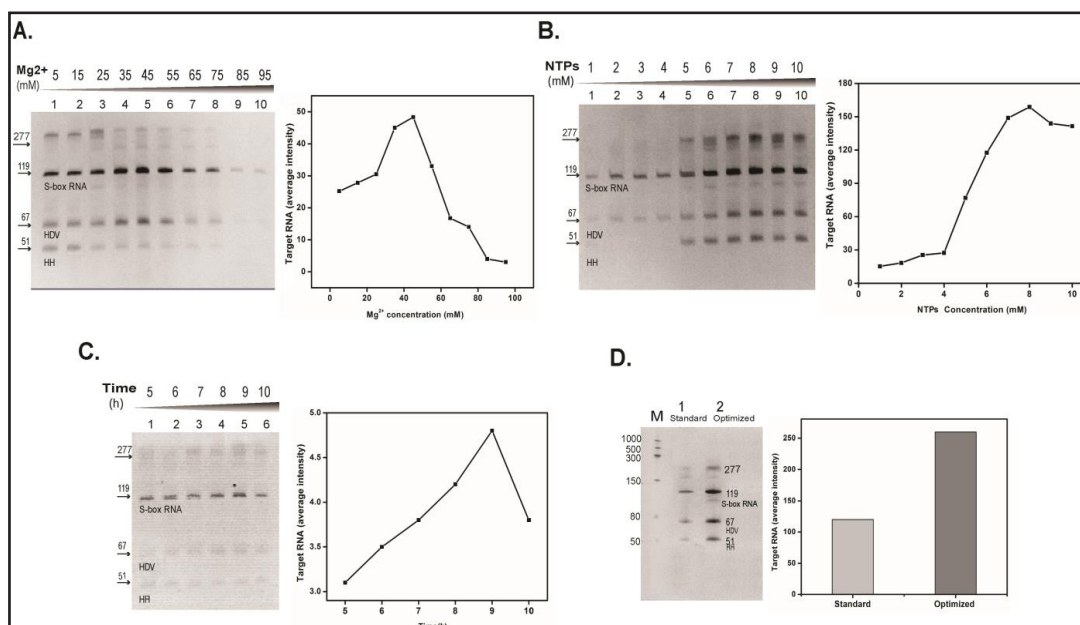 A.
Mg2+ 5 15 25 35 45 55 65 75 85 95
(mM)
1 2 3 4 5 6 7 8 9 10
277
119
S-box RNA
67
HDV
51
HH
Target RNA (average intensity)
50
40
30
20
10
0
0 20 40 60 80 100
Mg2+ concentration (mM)
B.
NTPs 1 2 3 4 5 6 7 8 9 10
(mM)
1 2 3 4 5 6 7 8 9 10
277
119
S-box RNA
67
HDV
51
HH
Target RNA (average intensity)
180
150
120
90
60
30
0
0 2 4 6 8 10
NTPs Concentration (mM)
C.
Time 5 6 7 8 9 10
(h)
1 2 3 4 5 6
277
119
S-box RNA
67
HDV
51
HH
Target RNA (average intensity)
5.0
4.5
4.0
3.5
3.0
5 6 7 8 9 10
Time(h)
D.
M 1 2
Standard Optimized
1000
500
300
150
80
50
277
119
S-box RNA
67
HDV
51
HH
Target RNA (average intensity)
250
200
150
100
50
0
Standard Optimized